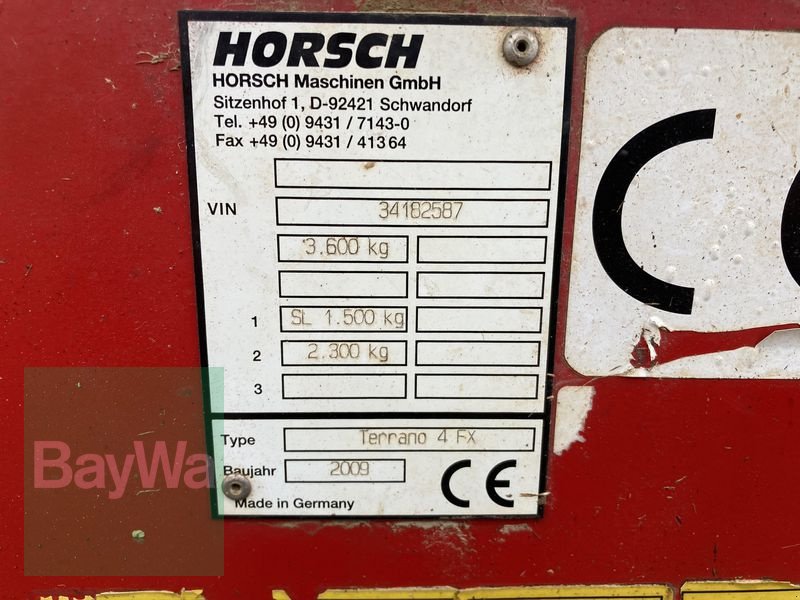 HORSCH
HORSCH Maschinen GmbH
Sitzenhof 1, D-92421 Schwandorf
Tel. +49 (0) 9431 / 7143-0
Fax +49 (0) 9431 / 41364
VIN 34182587
3.600 kg
1 SL 1.500 kg
2 2.300 kg
3
Type Terrano 4 FX
Baujahr 2009
CE
Made in Germany
BayWa